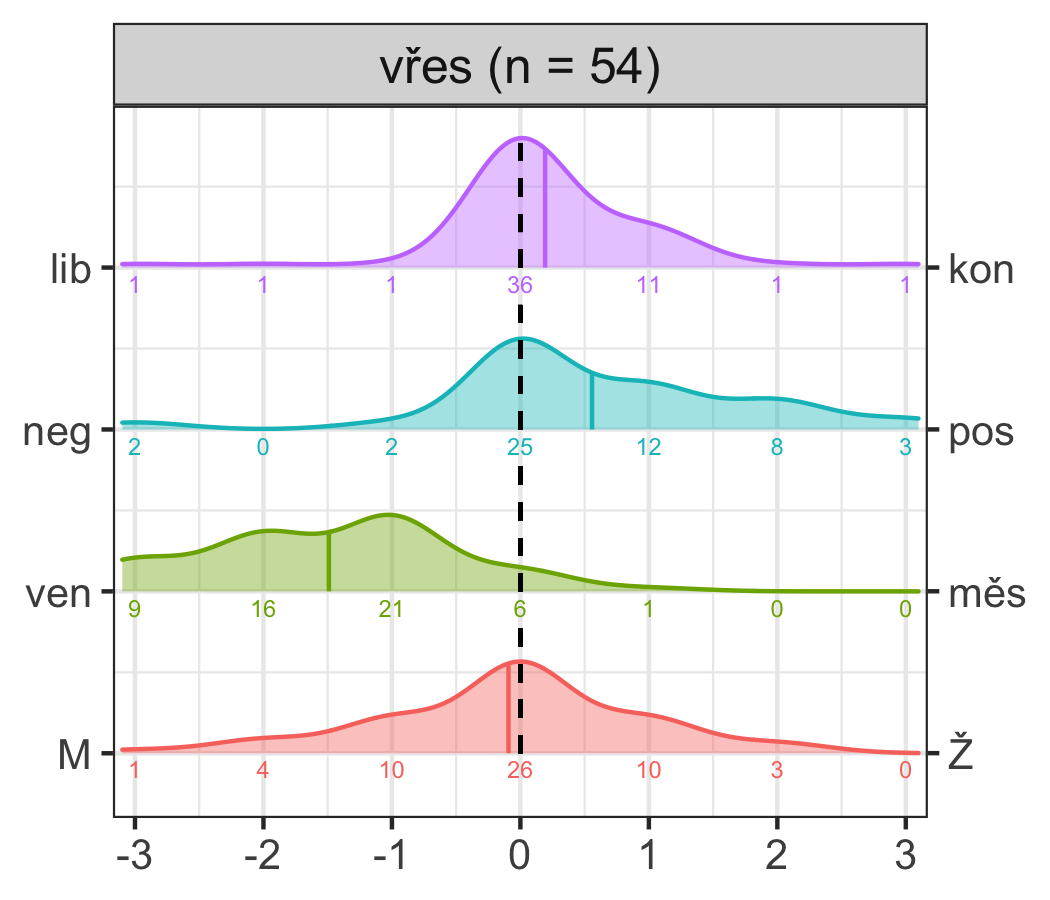 vřes (n = 54)
lib kon
1 1 1 36 11 1 1
neg pos
2 0 2 25 12 8 3
ven měs
9 16 21 6 1 0 0
M Ž
1 4 10 26 10 3 0
-3 -2 -1 0 1 2 3